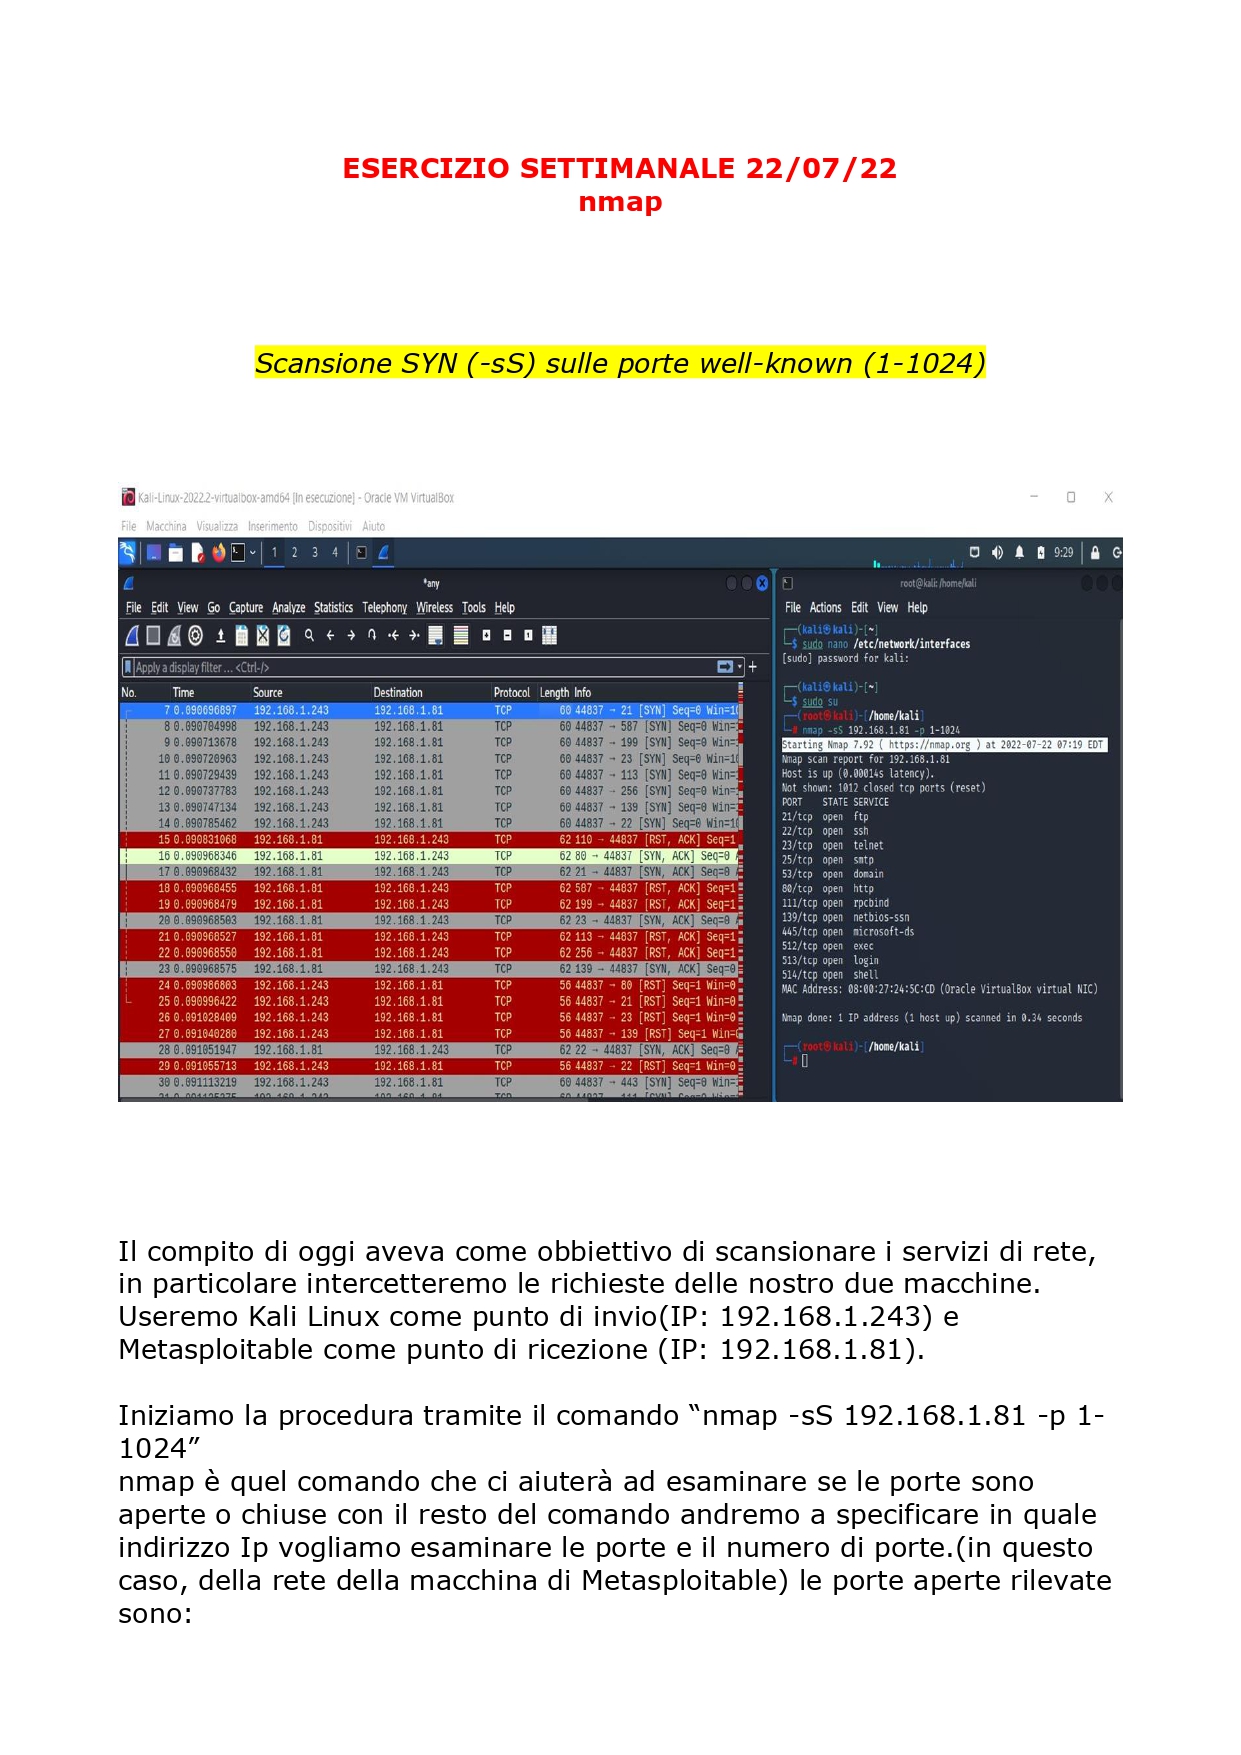 ESERCIZIO SETTIMANALE 22/07/22
nmap
Scansione SYN (-sS) sulle porte well-known (1-1024)
Kali-Linux-2022.2-virtualbox-amd64 [In esecuzione] - Oracle VM VirtualBox
File Macchina Visualizza Inserimento Dispositivi Aiuto
1 2 3 4
9:29
*any
File Edit View Go Capture Analyze Statistics Telephony Wireless Tools Help
Apply a display filter ... <Ctrl-/>
No. Time Source Destination Protocol Length Info
7 0.090696897 192.168.1.243 192.168.1.81 TCP 60 44837 → 21 [SYN] Seq=0 Win=10
8 0.090704998 192.168.1.243 192.168.1.81 TCP 60 44837 → 587 [SYN] Seq=0 Win=
9 0.090713678 192.168.1.243 192.168.1.81 TCP 60 44837 → 199 [SYN] Seq=0 Win=
10 0.090720963 192.168.1.243 192.168.1.81 TCP 60 44837 → 23 [SYN] Seq=0 Win=10
11 0.090729439 192.168.1.243 192.168.1.81 TCP 60 44837 → 113 [SYN] Seq=0 Win=
12 0.090737783 192.168.1.243 192.168.1.81 TCP 60 44837 → 256 [SYN] Seq=0 Win=
13 0.090747134 192.168.1.243 192.168.1.81 TCP 60 44837 → 139 [SYN] Seq=0 Win=
14 0.090785462 192.168.1.243 192.168.1.81 TCP 60 44837 → 22 [SYN] Seq=0 Win=10
15 0.090831068 192.168.1.81 192.168.1.243 TCP 62 110 → 44837 [RST, ACK] Seq=1
16 0.090968346 192.168.1.81 192.168.1.243 TCP 62 80 → 44837 [SYN, ACK] Seq=0
17 0.090968432 192.168.1.81 192.168.1.243 TCP 62 21 → 44837 [SYN, ACK] Seq=0
18 0.090968455 192.168.1.81 192.168.1.243 TCP 62 587 → 44837 [RST, ACK] Seq=1
19 0.090968479 192.168.1.81 192.168.1.243 TCP 62 199 → 44837 [RST, ACK] Seq=1
20 0.090968503 192.168.1.81 192.168.1.243 TCP 62 23 → 44837 [SYN, ACK] Seq=0
21 0.090968527 192.168.1.81 192.168.1.243 TCP 62 113 → 44837 [RST, ACK] Seq=1
22 0.090968550 192.168.1.81 192.168.1.243 TCP 62 256 → 44837 [RST, ACK] Seq=1
23 0.090968575 192.168.1.81 192.168.1.243 TCP 62 139 → 44837 [SYN, ACK] Seq=0
24 0.090986803 192.168.1.243 192.168.1.81 TCP 56 44837 → 80 [RST] Seq=1 Win=0
25 0.090996422 192.168.1.243 192.168.1.81 TCP 56 44837 → 21 [RST] Seq=1 Win=0
26 0.091028409 192.168.1.243 192.168.1.81 TCP 56 44837 → 23 [RST] Seq=1 Win=0
27 0.091040280 192.168.1.243 192.168.1.81 TCP 56 44837 → 139 [RST] Seq=1 Win=0
28 0.091051947 192.168.1.81 192.168.1.243 TCP 62 22 → 44837 [SYN, ACK] Seq=0
29 0.091055713 192.168.1.243 192.168.1.81 TCP 56 44837 → 22 [RST] Seq=1 Win=0
30 0.091113219 192.168.1.243 192.168.1.81 TCP 60 44837 → 443 [SYN] Seq=0 Win=
root@kali: /home/kali
File Actions Edit View Help
(kali㉿kali)-[~]
$ sudo nano /etc/network/interfaces
[sudo] password for kali:
(kali㉿kali)-[~]
$ sudo su
(root㉿kali)-[/home/kali]
# nmap -sS 192.168.1.81 -p 1-1024
Starting Nmap 7.92 ( https://nmap.org ) at 2022-07-22 07:19 EDT
Nmap scan report for 192.168.1.81
Host is up (0.00014s latency).
Not shown: 1012 closed tcp ports (reset)
PORT STATE SERVICE
21/tcp open ftp
22/tcp open ssh
23/tcp open telnet
25/tcp open smtp
53/tcp open domain
80/tcp open http
111/tcp open rpcbind
139/tcp open netbios-ssn
445/tcp open microsoft-ds
512/tcp open exec
513/tcp open login
514/tcp open shell
MAC Address: 08:00:27:24:5C:CD (Oracle VirtualBox virtual NIC)
Nmap done: 1 IP address (1 host up) scanned in 0.34 seconds
(root㉿kali)-[/home/kali]
#
Il compito di oggi aveva come obbiettivo di scansionare i servizi di rete,
in particolare intercetteremo le richieste delle nostro due macchine.
Useremo Kali Linux come punto di invio(IP: 192.168.1.243) e
Metasploitable come punto di ricezione (IP: 192.168.1.81).
Iniziamo la procedura tramite il comando “nmap -sS 192.168.1.81 -p 1-
1024”
nmap è quel comando che ci aiuterà ad esaminare se le porte sono
aperte o chiuse con il resto del comando andremo a specificare in quale
indirizzo Ip vogliamo esaminare le porte e il numero di porte.(in questo
caso, della rete della macchina di Metasploitable) le porte aperte rilevate
sono: